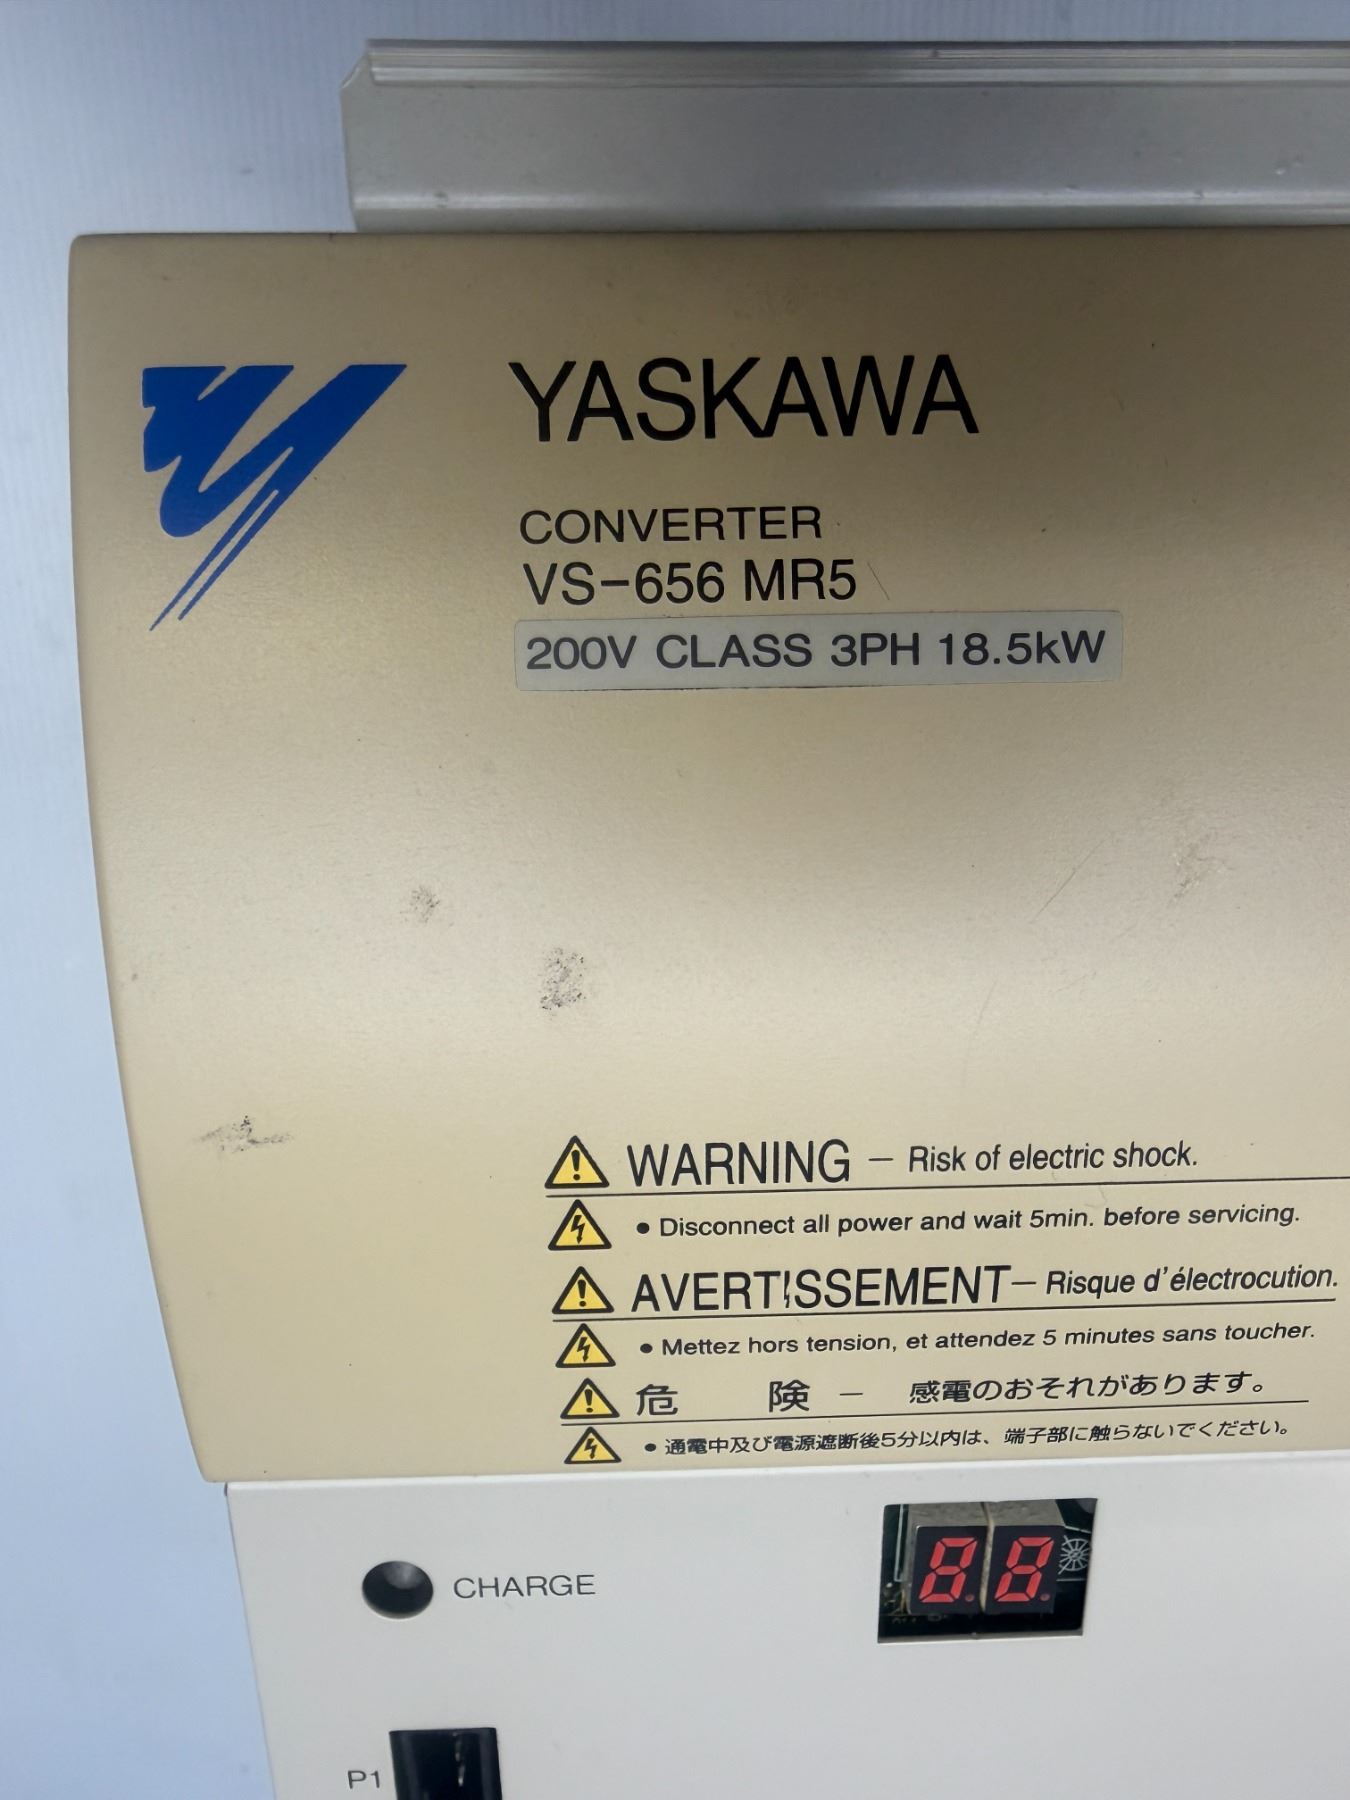 YASKAWA
CONVERTER
VS-656 MR5
200V CLASS 3PH 18.5kW
WARNING - Risk of electric shock.
• Disconnect all power and wait 5min. before servicing.
AVERTISSEMENT - Risque d'électrocution.
• Mettez hors tension, et attendez 5 minutes sans toucher.
危 険 - 感電のおそれがあります。
• 通電中及び電源遮断後5分以内は、端子部に触らないでください。
88
CHARGE
P1